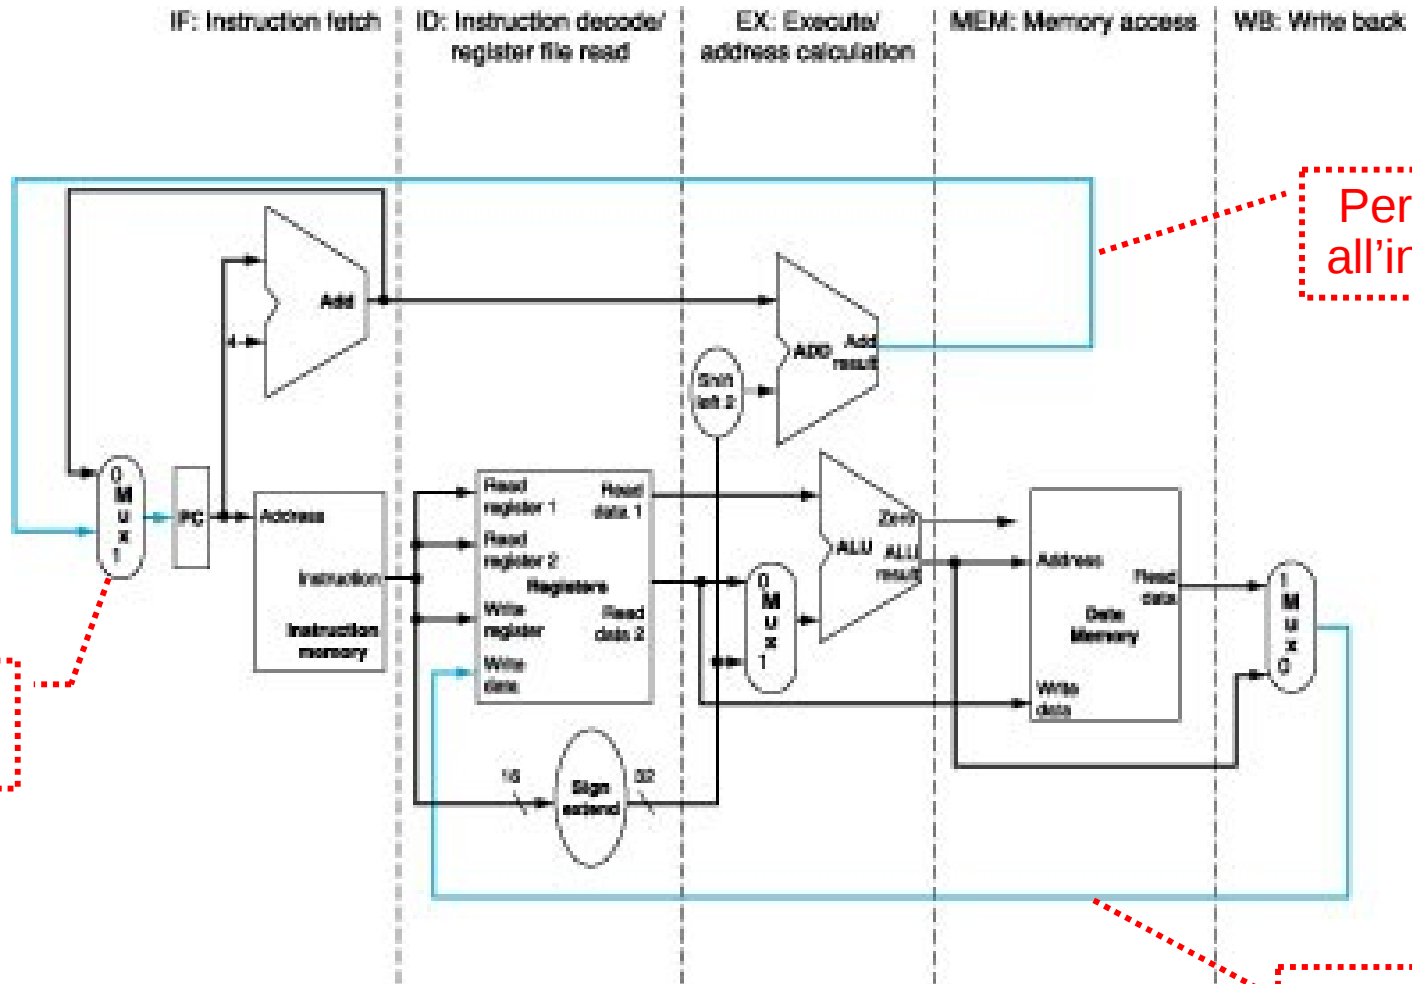 IF: Instruction fetch
ID: Instruction decode/
register file read
EX: Execute/
address calculation
MEM: Memory access
WB: Write back
Per
all'in
Add
4
ADD
Add
result
Shift
left 2
0
M
u
x
1
PC
Address
Instruction
Instruction
memory
Read
register 1
Read
data 1
Read
register 2
Registers
Write
register
Read
data 2
Write
data
0
M
u
x
1
Zero
ALU
ALU
result
Address
Read
data
Data
Memory
Write
data
1
M
u
x
0
16
Sign
extend
32